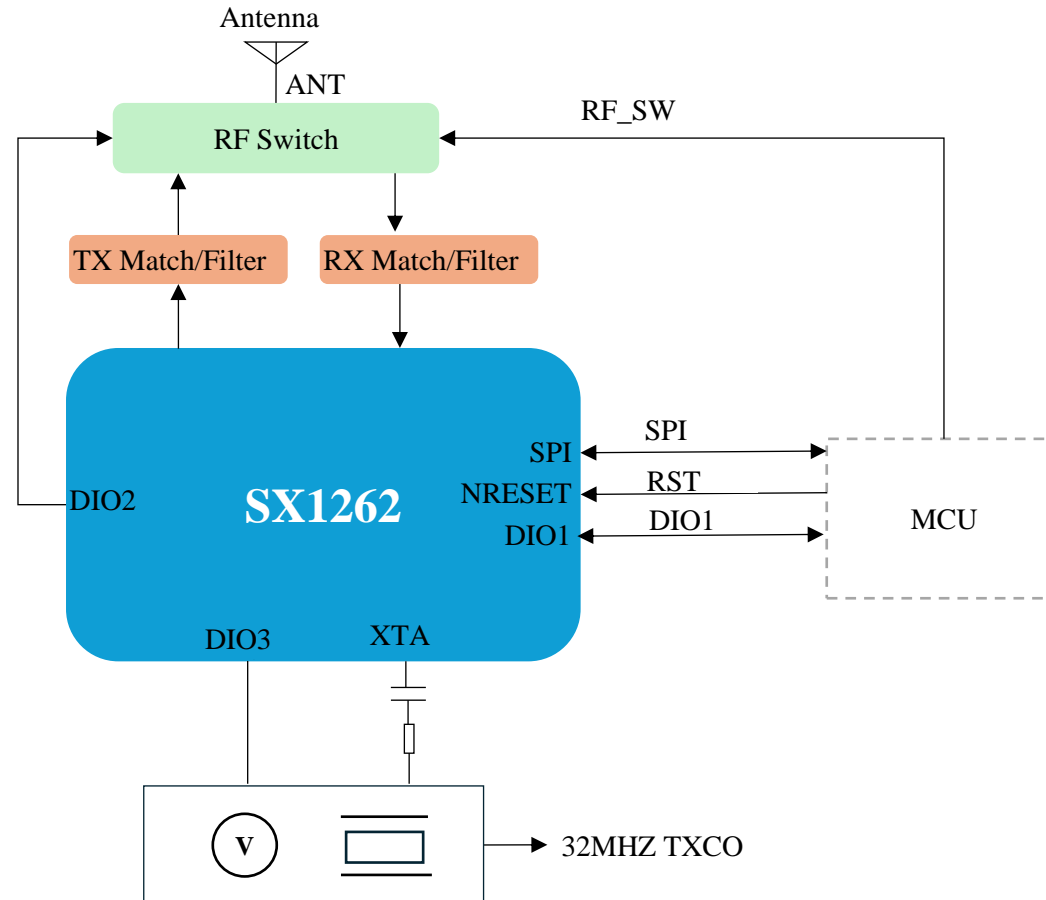 Antenna
ANT
RF_SW
RF Switch
TX Match/Filter
RX Match/Filter
SPI
SPI
NRESET
RST
DIO2
SX1262
DIO1
DIO1
MCU
DIO3
XTA
V
32MHZ TXCO